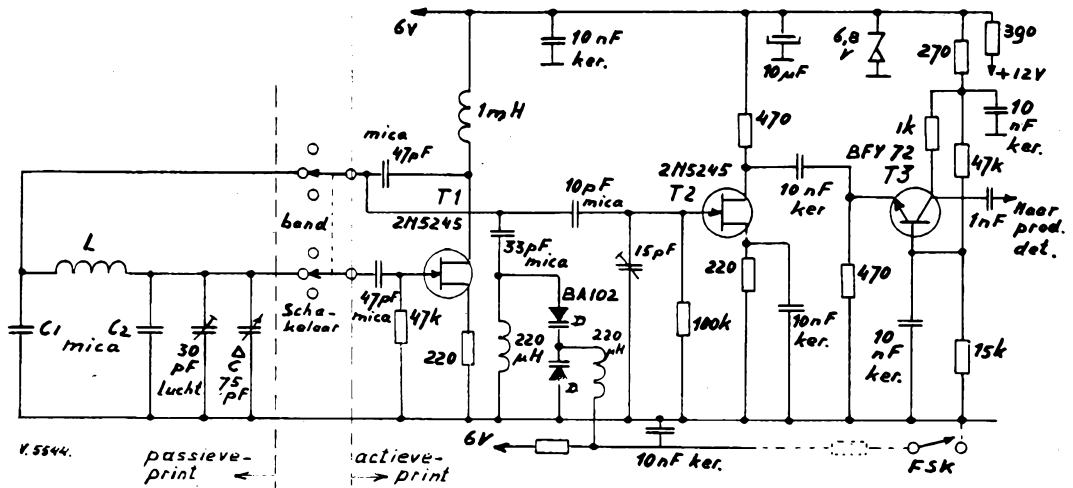 6V
10 nF
ker.
10µF
6,8
V
270
390
+12V
1mH
mica
47pF
470
1k
10
nF
ker.
BFY 72
T3
47k
T1
2N5245
10pF
mica
2N5245
T2
10nF
ker
1nF
Naar
prod.
det.
band
L
33pF
mica
15pF
220
470
Scha-
kelaar
47pF
mica
47k
BA102
D
D
C1
mica
C2
30
pF
lucht
Δ
C
75
pF
220
220
µH
220
µH
100k
10nF
ker.
10
nF
ker.
15k
V.5544.
passieve-
print
actieve-
print
6V
10nF ker.
FSK